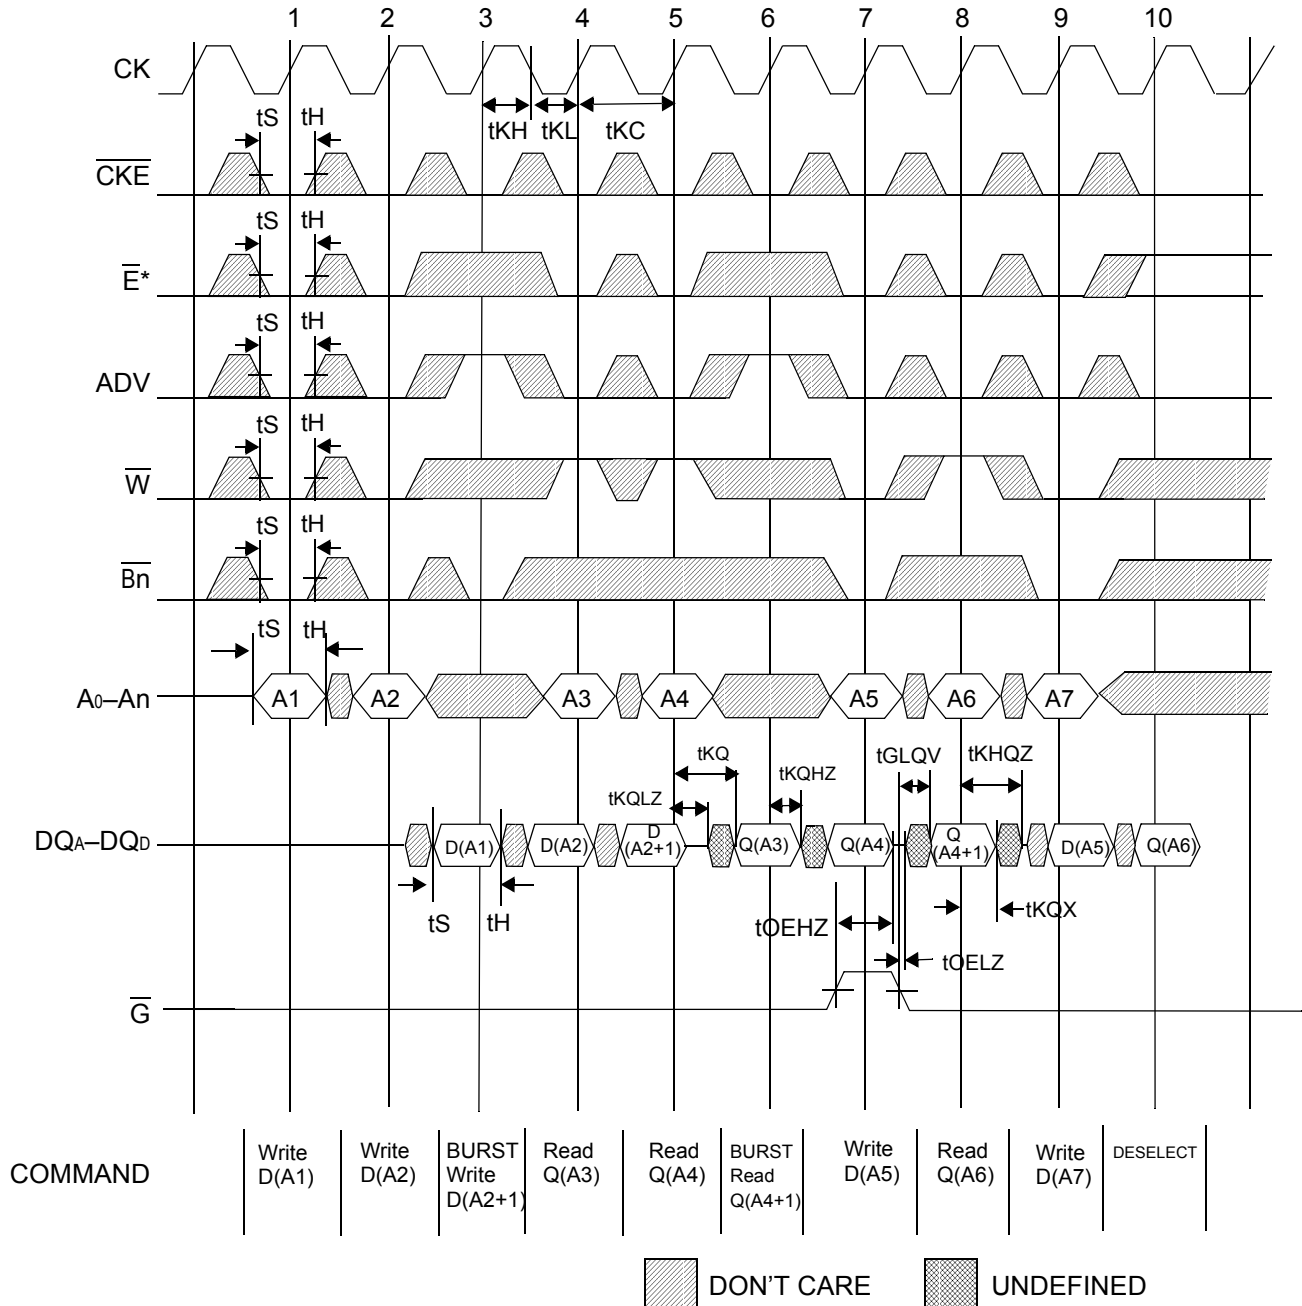 1 2 3 4 5 6 7 8 9 10
CK
tKH tKL tKC
tS tH
CKE
tS tH
E*
tS tH
ADV
tS tH
W
tS tH
Bn
tS tH
A0–An A1 A2 A3 A4 A5 A6 A7
tKQ tGLQV tKHQZ
tKQLZ tKQHZ
DQA–DQD D(A1) D(A2) D (A2+1) Q(A3) Q(A4) Q (A4+1) D(A5) Q(A6)
tS tH tOEHZ tKQX
tOELZ
G
COMMAND
Write D(A1)
Write D(A2)
BURST Write D(A2+1)
Read Q(A3)
Read Q(A4)
BURST Read Q(A4+1)
Write D(A5)
Read Q(A6)
Write D(A7)
DESELECT
DON'T CARE UNDEFINED